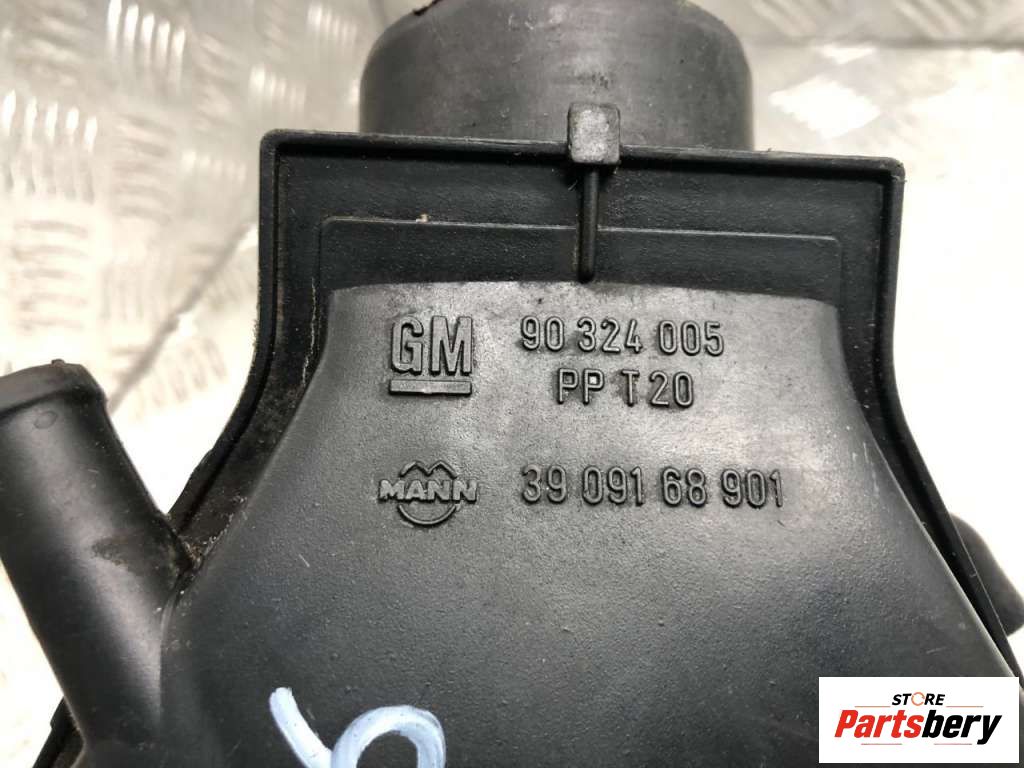 GM 90 324 005
PP T20
MANN 39 091 68 901
STORE
Partsbery